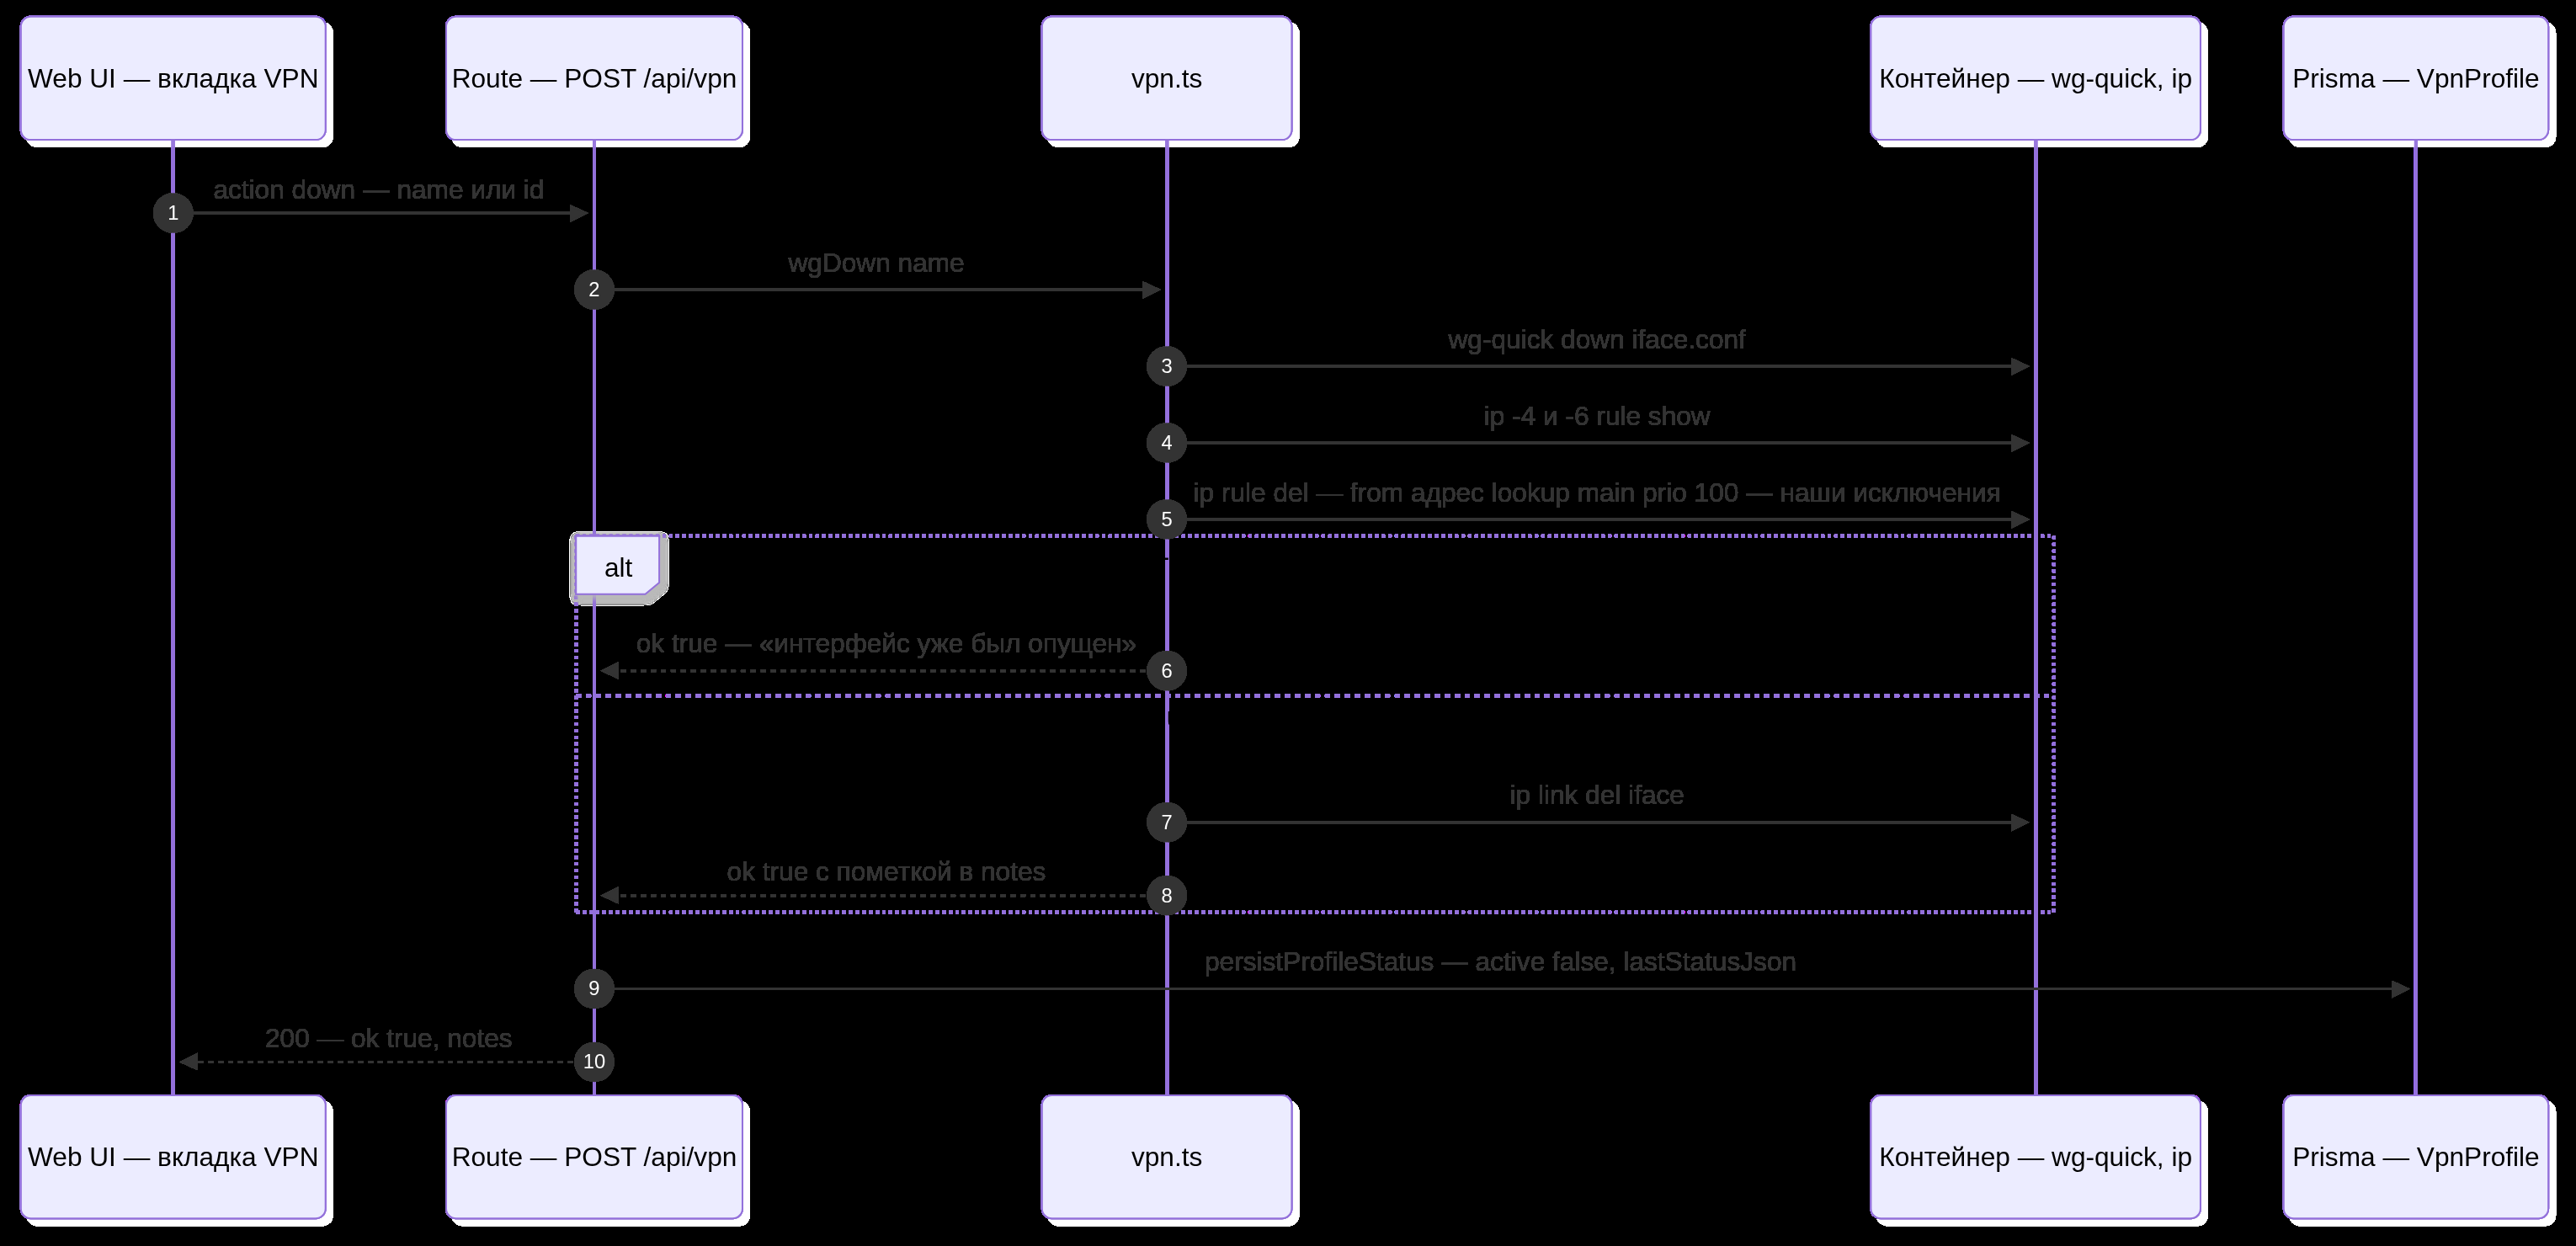 Web UI — вкладка VPN
Route — POST /api/vpn
vpn.ts
Контейнер — wg-quick, ip
Prisma — VpnProfile
action down — name или id
1
wgDown name
2
wg-quick down iface.conf
3
ip -4 и -6 rule show
4
ip rule del — from адрес lookup main prio 100 — наши исключения
5
alt
ok true — «интерфейс уже был опущен»
6
ip link del iface
7
ok true с пометкой в notes
8
persistProfileStatus — active false, lastStatusJson
9
200 — ok true, notes
10
Web UI — вкладка VPN
Route — POST /api/vpn
vpn.ts
Контейнер — wg-quick, ip
Prisma — VpnProfile